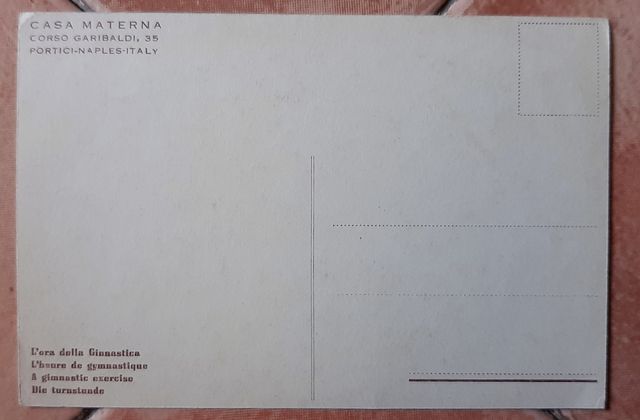 CASA MATERNA
CORSO GARIBALDI, 35
PORTICI-NAPLES-ITALY
L'ora della Ginnastica
L'heure de gymnastique
A gimnastic exercise
Die turnstunde